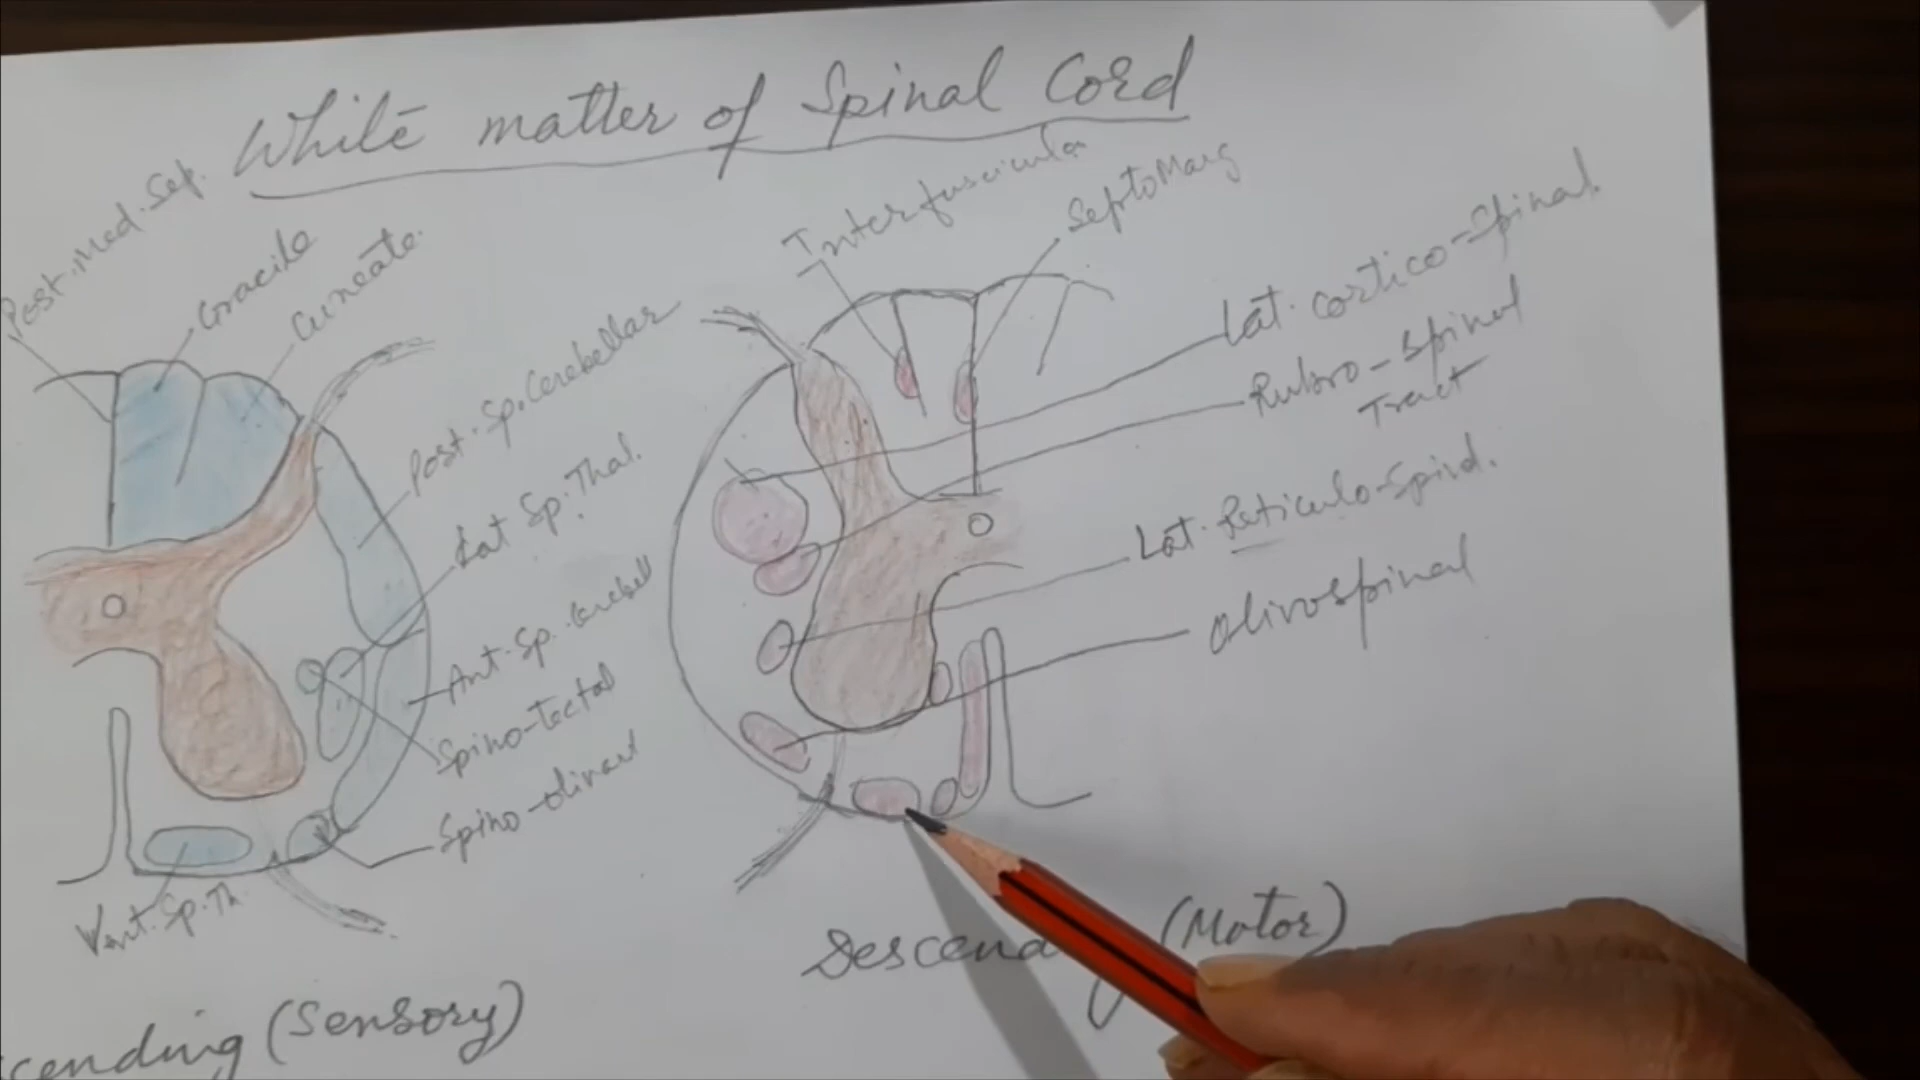 White matter of Spinal Cord
Post. Med. Sep.
Gracile
Cuneate.
Post. Sp. Cerebellar
Lat Sp. Thal.
Ant. Sp. Cerebell
Spino-tectal
Spino-olivary
Vent. Sp. Th
scending (Sensory)
Interfascicular
Septomarg
Lat. Cortico-Spinal.
Rubro-Spinal
Tract
Lat. Reticulo-Spinal.
Olivospinal
Descend (Motor)